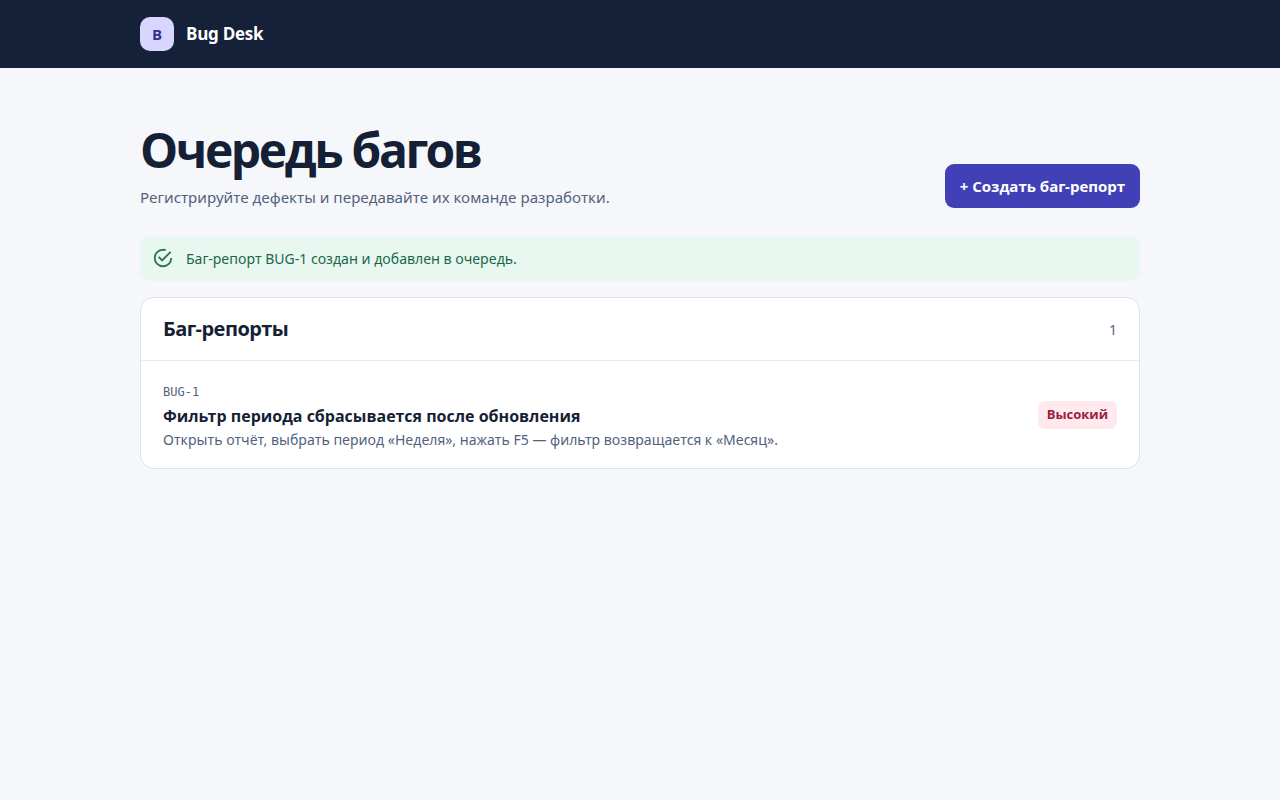 B
Bug Desk
Очередь багов
Регистрируйте дефекты и передавайте их команде разработки.
+ Создать баг-репорт
Баг-репорт BUG-1 создан и добавлен в очередь.
Баг-репорты
1
BUG-1
Фильтр периода сбрасывается после обновления
Высокий
Открыть отчёт, выбрать период «Неделя», нажать F5 — фильтр возвращается к «Месяц».